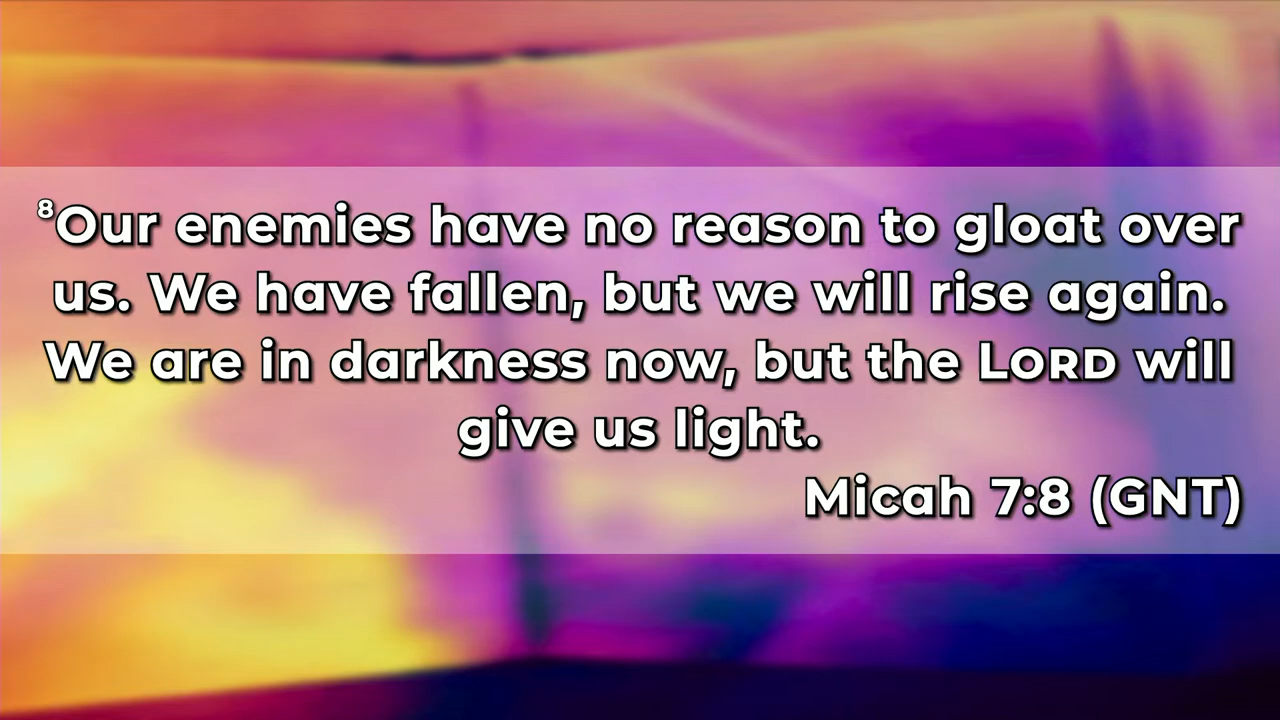 ⁸Our enemies have no reason to gloat over
us. We have fallen, but we will rise again.
We are in darkness now, but the LORD will
give us light.
Micah 7:8 (GNT)